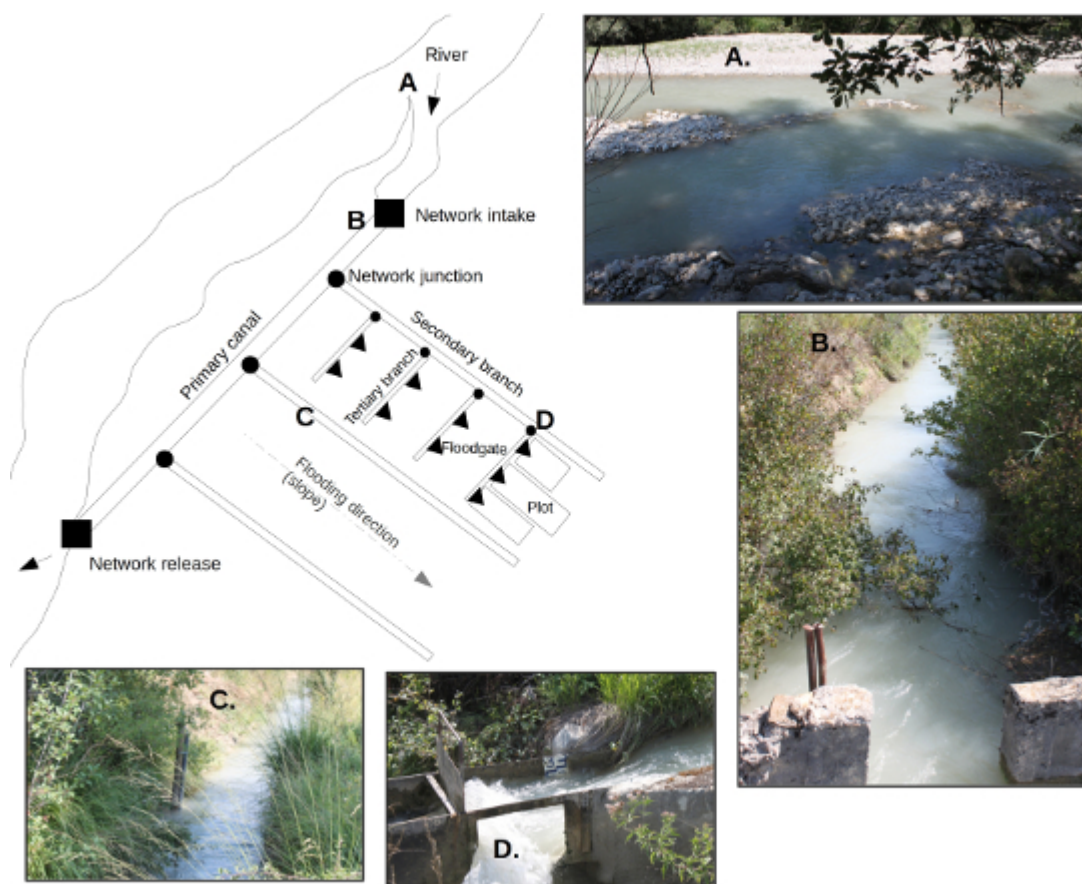 River
A
B
Network intake
Network junction
Primary canal
Secondary branch
Tertiary branch
C
D
Floodgate
Flooding direction
(slope)
Plot
Network release
A.
B.
C.
D.